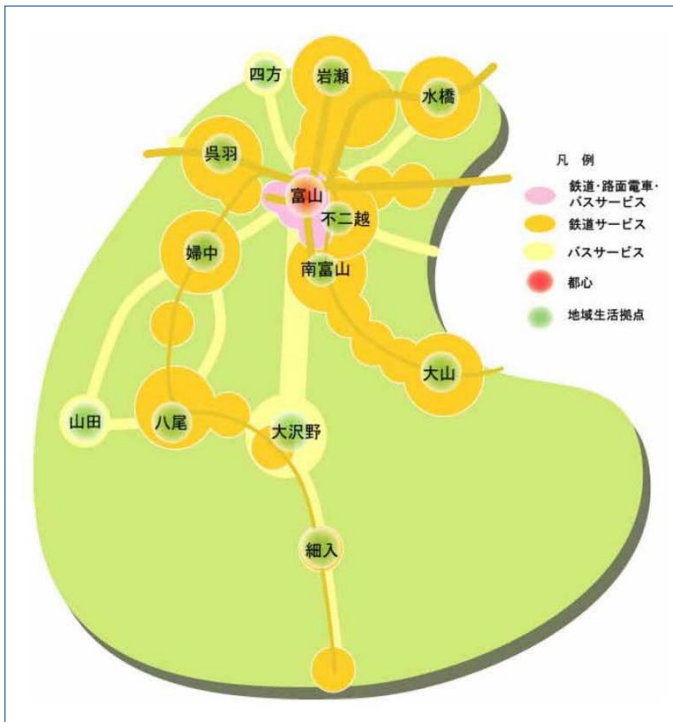 四方
岩瀬
水橋
呉羽
富山
不二越
婦中
南富山
大山
山田
八尾
大沢野
細入
凡 例
鉄道・路面電車・
バスサービス
鉄道サービス
バスサービス
都心
地域生活拠点